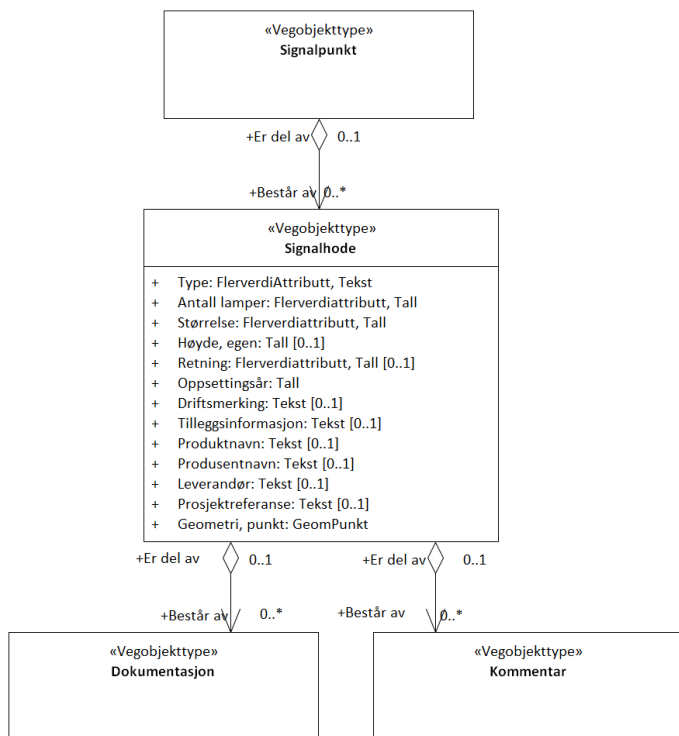 «Vegobjekttype»
Signalpunkt
+Er del av 0..1
+Består av 0..*
«Vegobjekttype»
Signalhode
+ Type: FlerverdiAttributt, Tekst
+ Antall lamper: Flerverdiattributt, Tall
+ Størrelse: Flerverdiattributt, Tall
+ Høyde, egen: Tall [0..1]
+ Retning: Flerverdiattributt, Tall [0..1]
+ Oppsettingsår: Tall
+ Driftsmerking: Tekst [0..1]
+ Tilleggsinformasjon: Tekst [0..1]
+ Produktnavn: Tekst [0..1]
+ Produsentnavn: Tekst [0..1]
+ Leverandør: Tekst [0..1]
+ Prosjektreferanse: Tekst [0..1]
+ Geometri, punkt: GeomPunkt
+Er del av 0..1 +Er del av 0..1
+Består av 0..* +Består av 0..*
«Vegobjekttype» «Vegobjekttype»
Dokumentasjon Kommentar